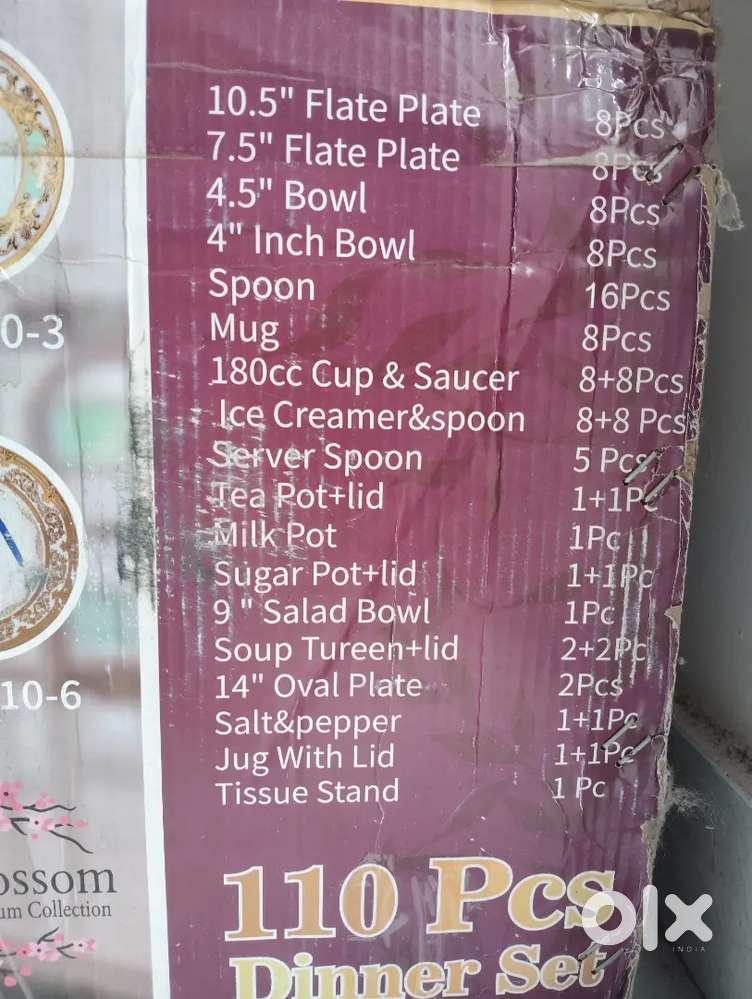 10.5" Flate Plate 8Pcs
7.5" Flate Plate 8Pcs
4.5" Bowl 8Pcs
4" Inch Bowl 8Pcs
Spoon 16Pcs
Mug 8Pcs
180cc Cup & Saucer 8+8Pcs
Ice Creamer&spoon 8+8 Pcs
Server Spoon 5 Pcs
Tea Pot+lid 1+1Pc
Milk Pot 1Pc
Sugar Pot+lid 1+1Pc
9 " Salad Bowl 1Pc
Soup Tureen+lid 2+2Pc
14" Oval Plate 2Pcs
Salt&pepper 1+1Pc
Jug With Lid 1+1Pc
Tissue Stand 1 Pc
110 Pcs
Dinner Set
0-3
10-6
ossom
um Collection
olx
INDIA